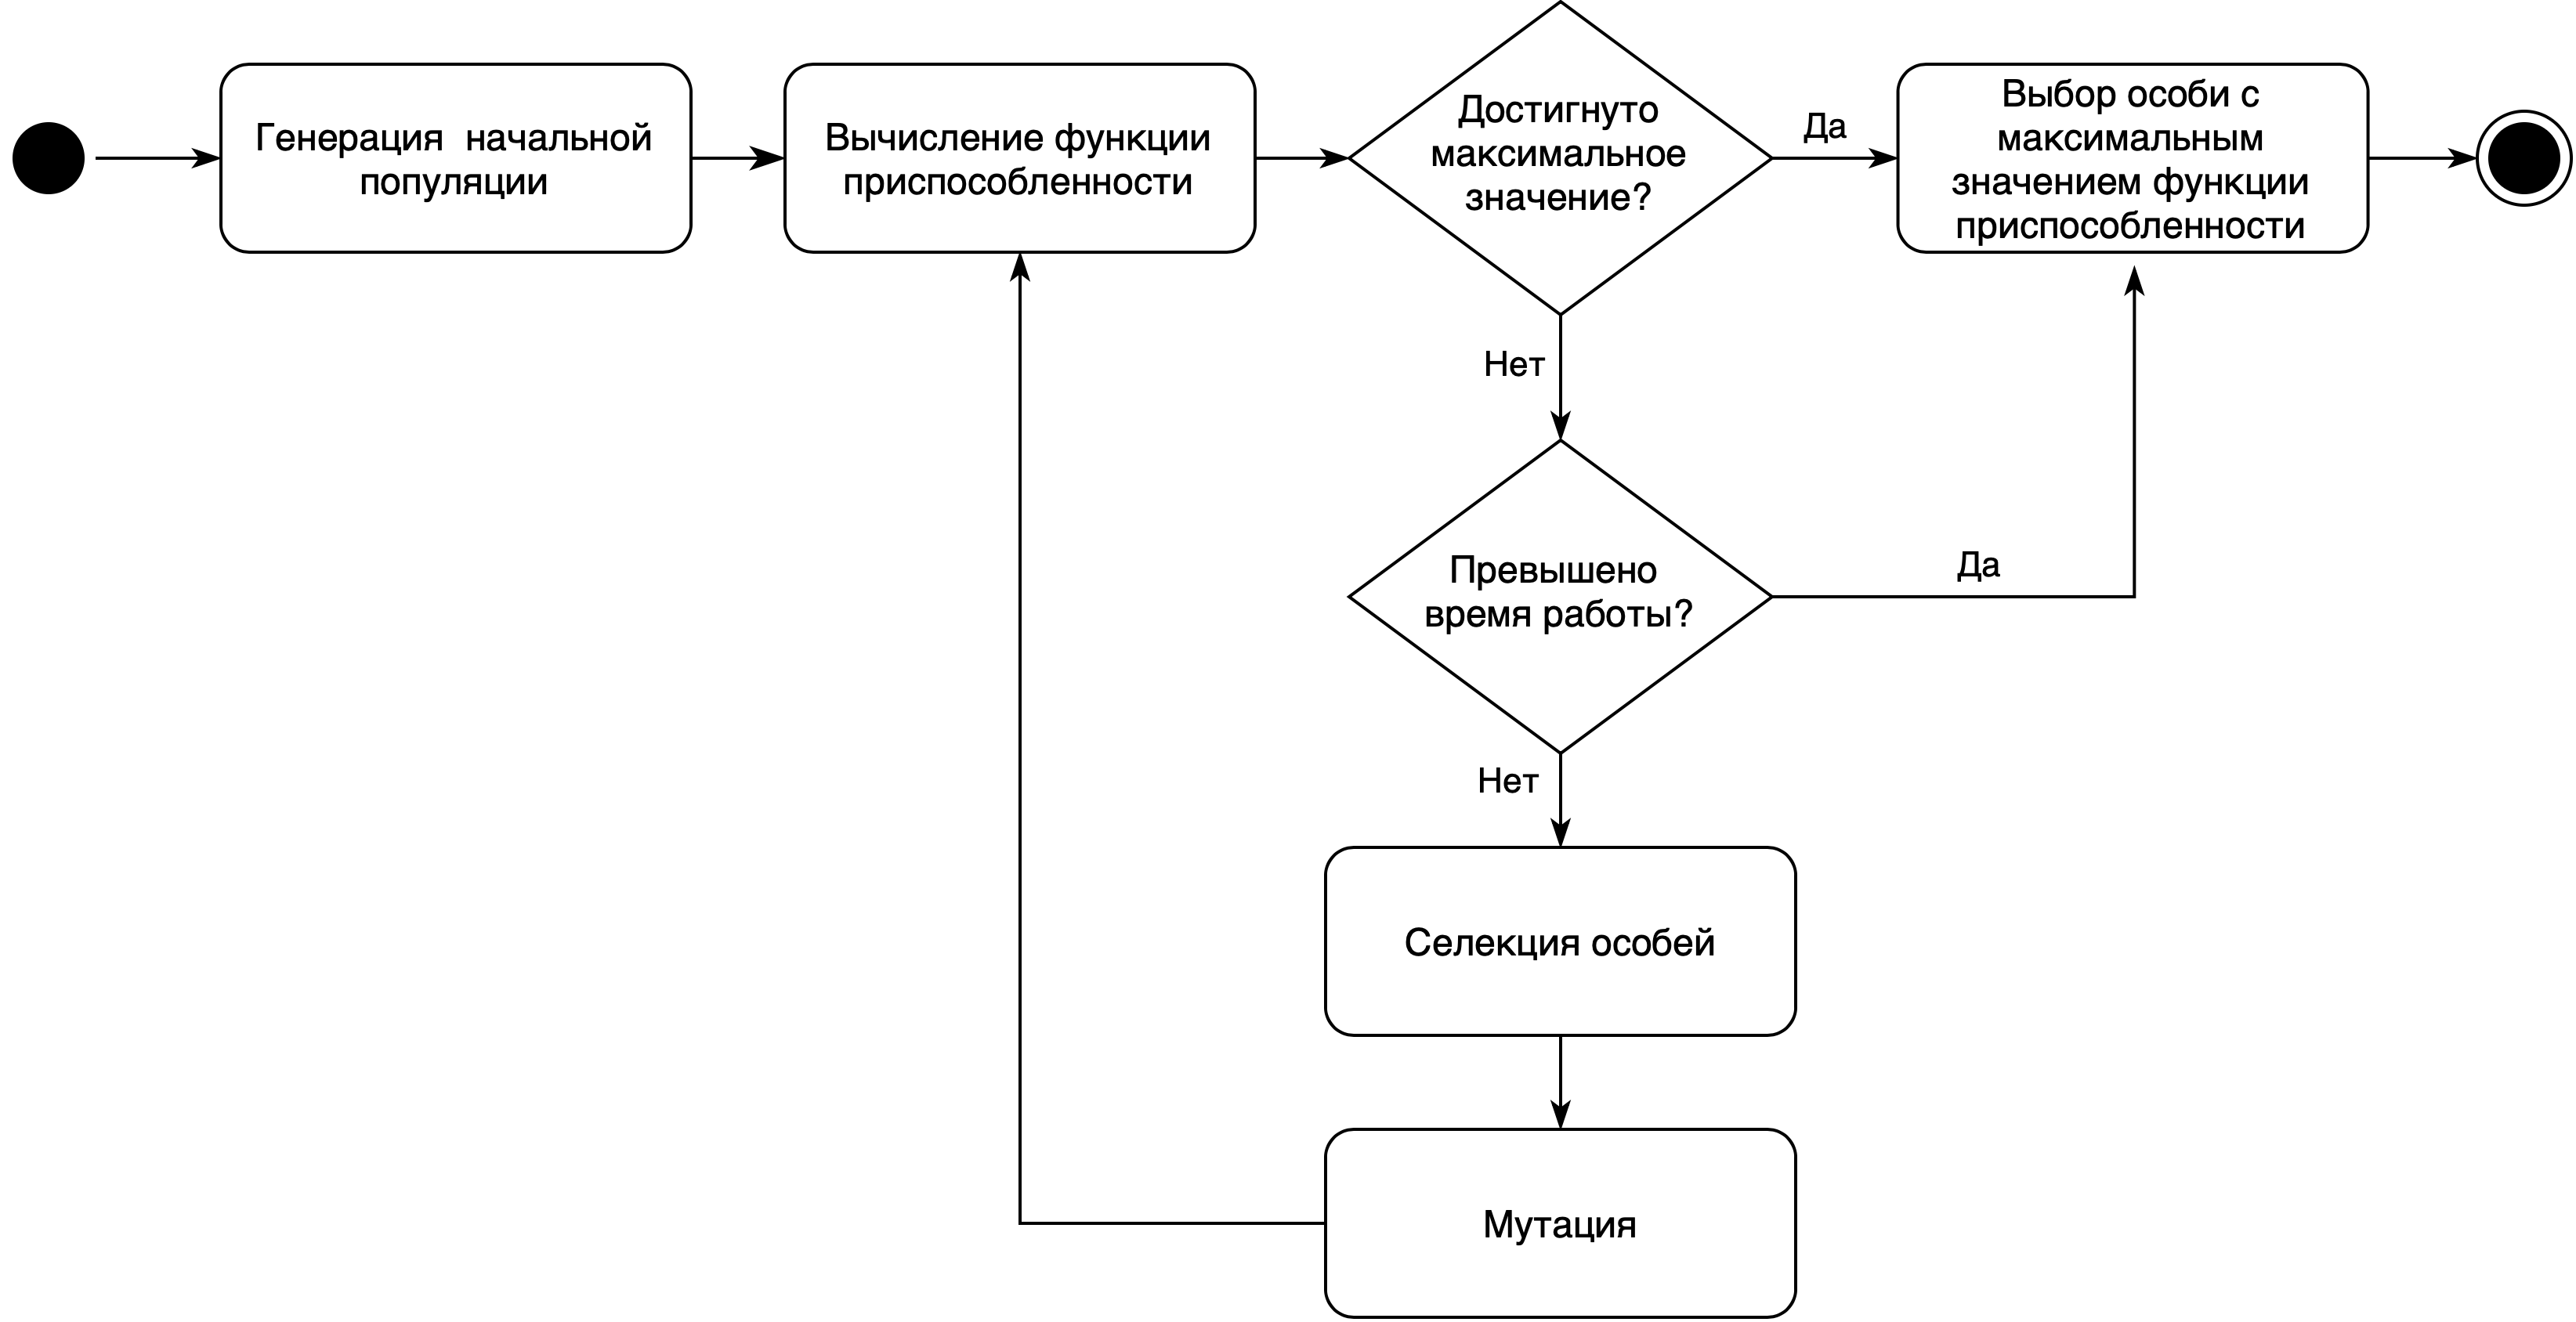 Генерация  начальной
популяции
Вычисление функции
приспособленности
Достигнуто
максимальное
значение?
Да
Выбор особи с
максимальным
значением функции
приспособленности
Нет
Превышено
время работы?
Да
Нет
Селекция особей
Мутация